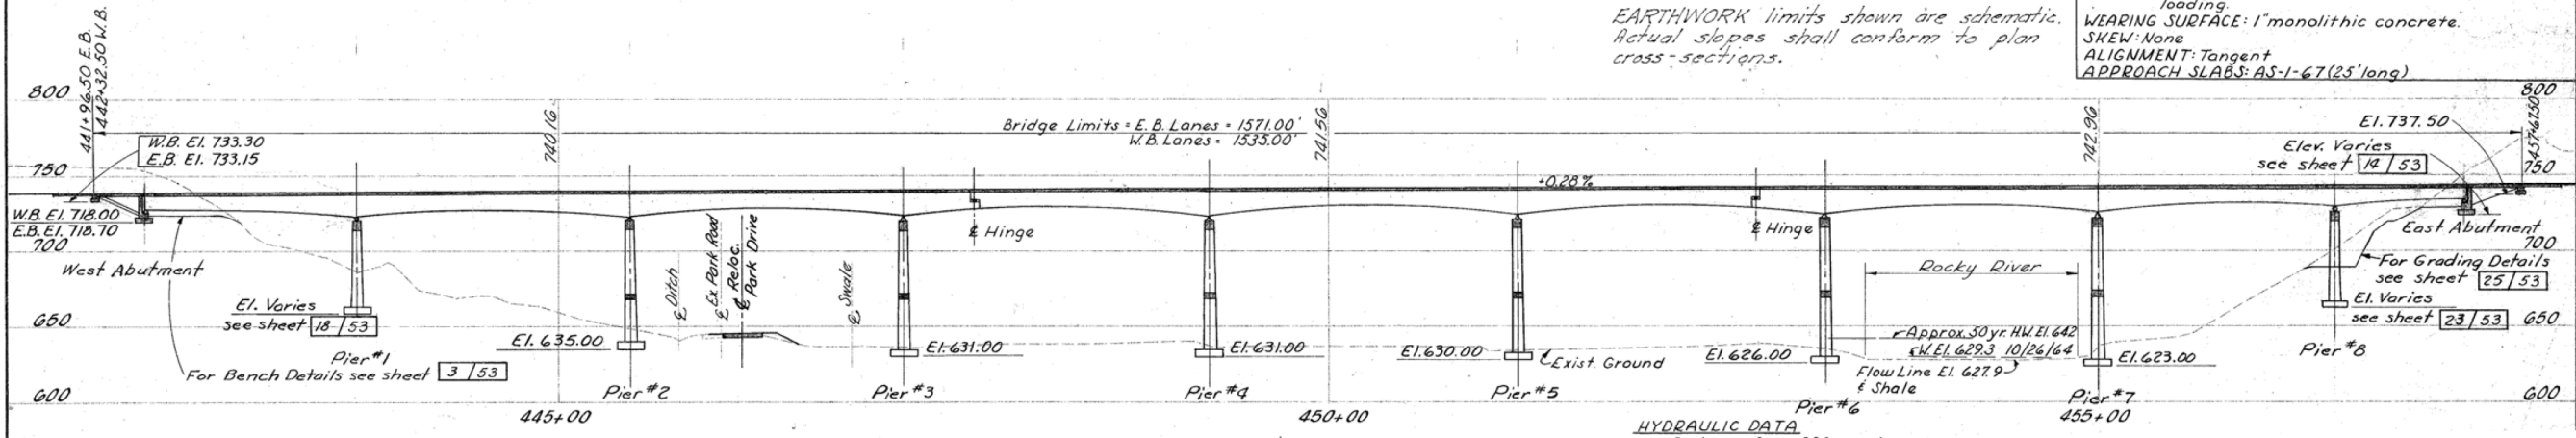 EARTHWORK limits shown are schematic.
Actual slopes shall conform to plan
cross-sections.
loading.
WEARING SURFACE: 1" monolithic concrete.
SKEW: None
ALIGNMENT: Tangent
APPROACH SLABS: AS-1-67 (25' long)
441+96.50 E.B.
442+32.50 W.B.
800
800
W.B. El. 733.30
E.B. El. 733.15
740.16
Bridge Limits = E.B. Lanes = 1571.00'
W.B. Lanes = 1535.00'
741.56
742.96
El. 737.50
457+67.50
Elev. Varies
see sheet 14/53
750
750
+0.28%
W.B. El. 718.00
E.B. El. 718.70
700
700
West Abutment
East Abutment
℄ Hinge
℄ Hinge
℄ Ditch
℄ Ex Park Road
℄ Reloc.
Park Drive
℄ Swale
Rocky River
For Grading Details
see sheet 25/53
El. Varies
see sheet 18/53
El. Varies
see sheet 23/53
650
650
El. 635.00
El. 631.00
El. 631.00
El. 630.00
Exist. Ground
El. 626.00
Approx. 50 yr. H.W. El. 642
W. El. 629.3 10/26/64
Flow Line El. 627.9
& Shale
El. 623.00
Pier #1
For Bench Details see sheet 3/53
Pier #2
Pier #3
Pier #4
Pier #5
Pier #6
Pier #7
Pier #8
600
600
445+00
450+00
455+00
HYDRAULIC DATA